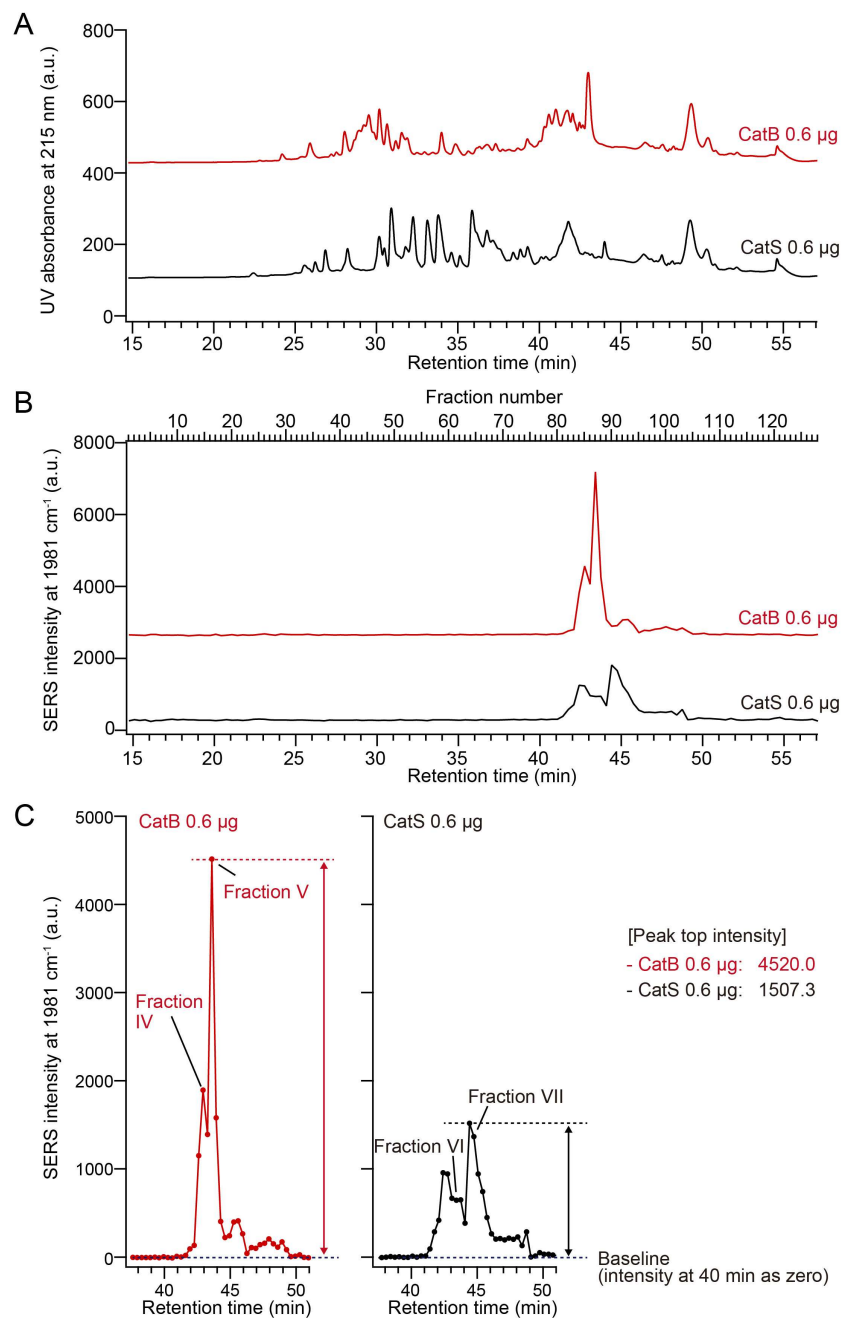 A
UV absorbance at 215 nm (a.u.)
800
600
400
200
0
CatB 0.6 µg
CatS 0.6 µg
15 20 25 30 35 40 45 50 55
Retention time (min)
B
Fraction number
10 20 30 40 50 60 70 80 90 100 110 120
SERS intensity at 1981 cm⁻¹ (a.u.)
8000
6000
4000
2000
0
CatB 0.6 µg
CatS 0.6 µg
15 20 25 30 35 40 45 50 55
Retention time (min)
C
SERS intensity at 1981 cm⁻¹ (a.u.)
5000
4000
3000
2000
1000
0
CatB 0.6 µg
Fraction V
Fraction
IV
40 45 50
Retention time (min)
CatS 0.6 µg
Fraction VII
Fraction VI
40 45 50
Retention time (min)
[Peak top intensity]
- CatB 0.6 µg: 4520.0
- CatS 0.6 µg: 1507.3
Baseline
(intensity at 40 min as zero)